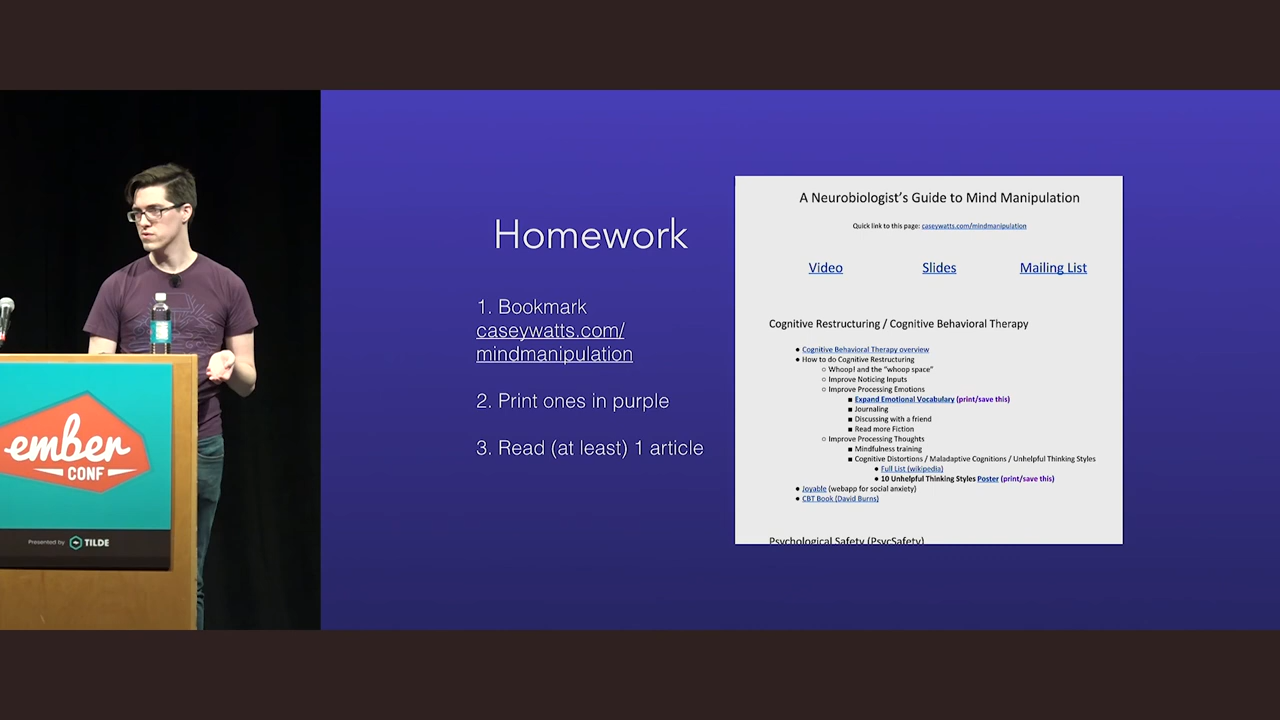 ember
CONF
Presented by TILDE
Homework
1. Bookmark
caseywatts.com/
mindmanipulation
2. Print ones in purple
3. Read (at least) 1 article
A Neurobiologist's Guide to Mind Manipulation
Quick link to this page: caseywatts.com/mindmanipulation
Video Slides Mailing List
Cognitive Restructuring / Cognitive Behavioral Therapy
● Cognitive Behavioral Therapy overview
● How to do Cognitive Restructuring
○ Whoop! and the "whoop space"
○ Improve Noticing Inputs
○ Improve Processing Emotions
■ Expand Emotional Vocabulary (print/save this)
■ Journaling
■ Discussing with a friend
■ Read more Fiction
○ Improve Processing Thoughts
■ Mindfulness training
■ Cognitive Distortions / Maladaptive Cognitions / Unhelpful Thinking Styles
● Full List (wikipedia)
● 10 Unhelpful Thinking Styles Poster (print/save this)
● Joyable (webapp for social anxiety)
● CBT Book (David Burns)
Psychological Safety (PsycSafety)